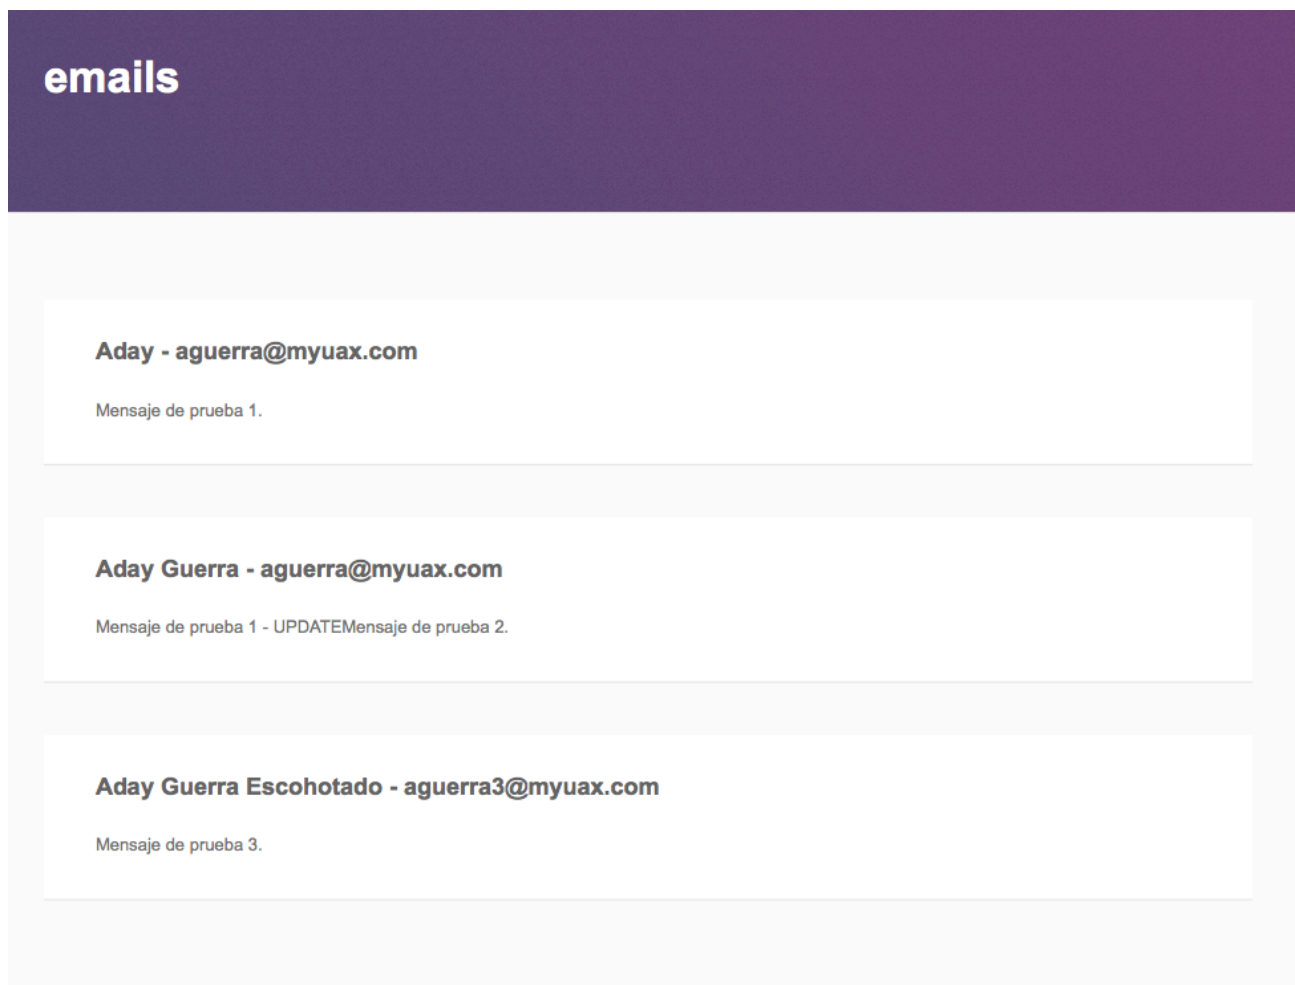 emails
Aday - aguerra@myuax.com
Mensaje de prueba 1.
Aday Guerra - aguerra@myuax.com
Mensaje de prueba 1 - UPDATEMensaje de prueba 2.
Aday Guerra Escohotado - aguerra3@myuax.com
Mensaje de prueba 3.